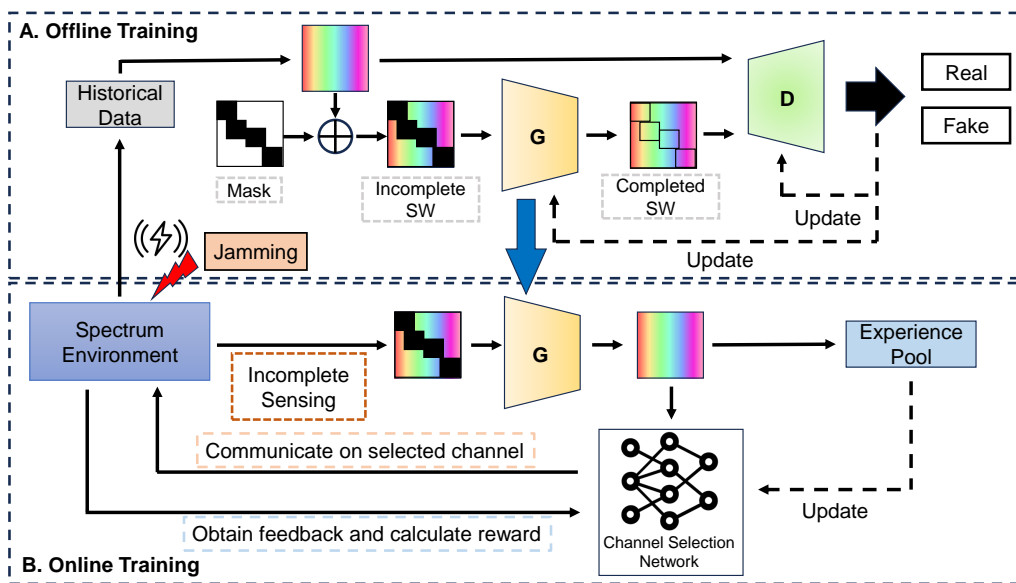 A. Offline Training
Historical
Data
Mask
Incomplete
SW
G
Completed
SW
D
Real
Fake
Update
Update
Jamming
Spectrum
Environment
Incomplete
Sensing
G
Experience
Pool
Communicate on selected channel
Obtain feedback and calculate reward
Channel Selection
Network
Update
B. Online Training